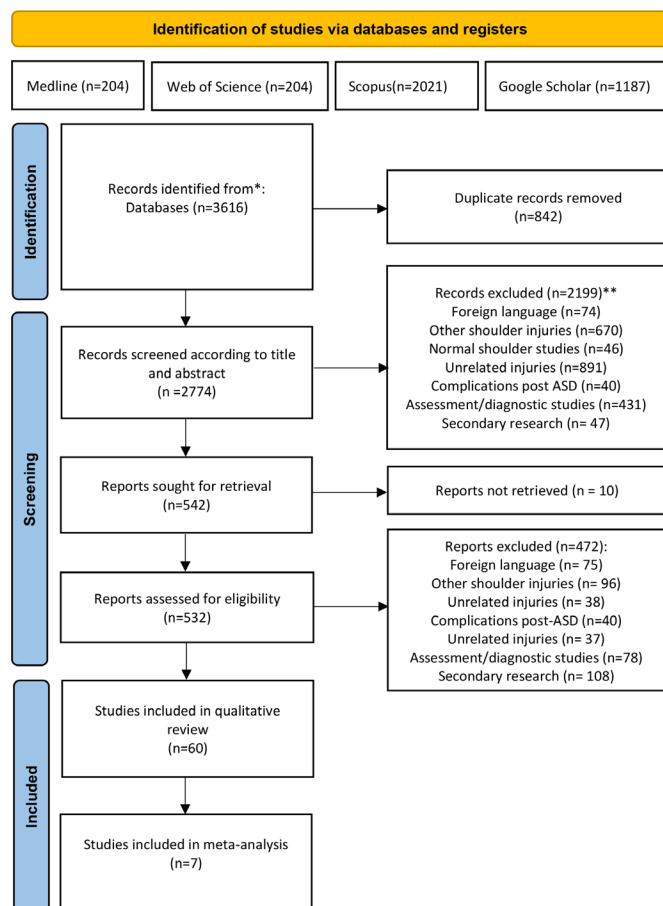 Identification of studies via databases and registers
Medline (n=204)
Web of Science (n=204)
Scopus(n=2021)
Google Scholar (n=1187)
Identification
Records identified from*:
Databases (n=3616)
Duplicate records removed
(n=842)
Screening
Records screened according to title
and abstract
(n =2774)
Records excluded (n=2199)**
Foreign language (n=74)
Other shoulder injuries (n=670)
Normal shoulder studies (n=46)
Unrelated injuries (n=891)
Complications post ASD (n=40)
Assessment/diagnostic studies (n=431)
Secondary research (n= 47)
Reports sought for retrieval
(n=542)
Reports not retrieved (n = 10)
Reports assessed for eligibility
(n=532)
Reports excluded (n=472):
Foreign language (n= 75)
Other shoulder injuries (n= 96)
Unrelated injuries (n= 38)
Complications post-ASD (n=40)
Unrelated injuries (n= 37)
Assessment/diagnostic studies (n=78)
Secondary research (n= 108)
Included
Studies included in qualitative
review
(n=60)
Studies included in meta-analysis
(n=7)